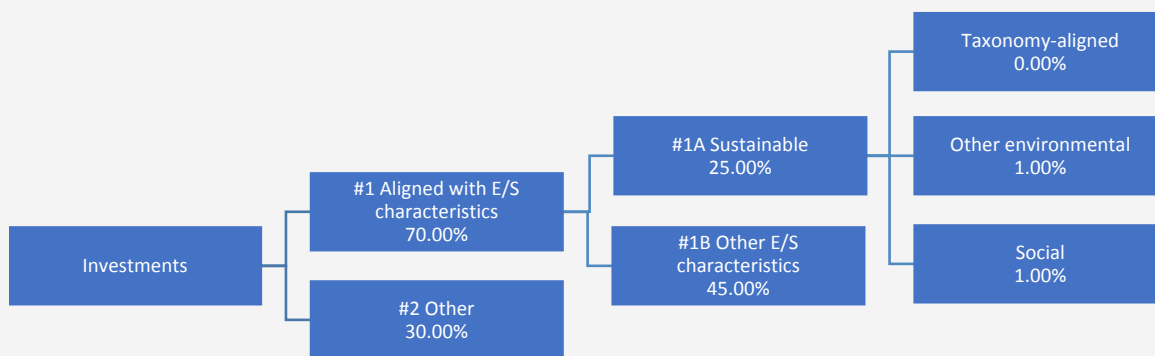 Investments
#1 Aligned with E/S
characteristics
70.00%
#2 Other
30.00%
#1A Sustainable
25.00%
#1B Other E/S
characteristics
45.00%
Taxonomy-aligned
0.00%
Other environmental
1.00%
Social
1.00%